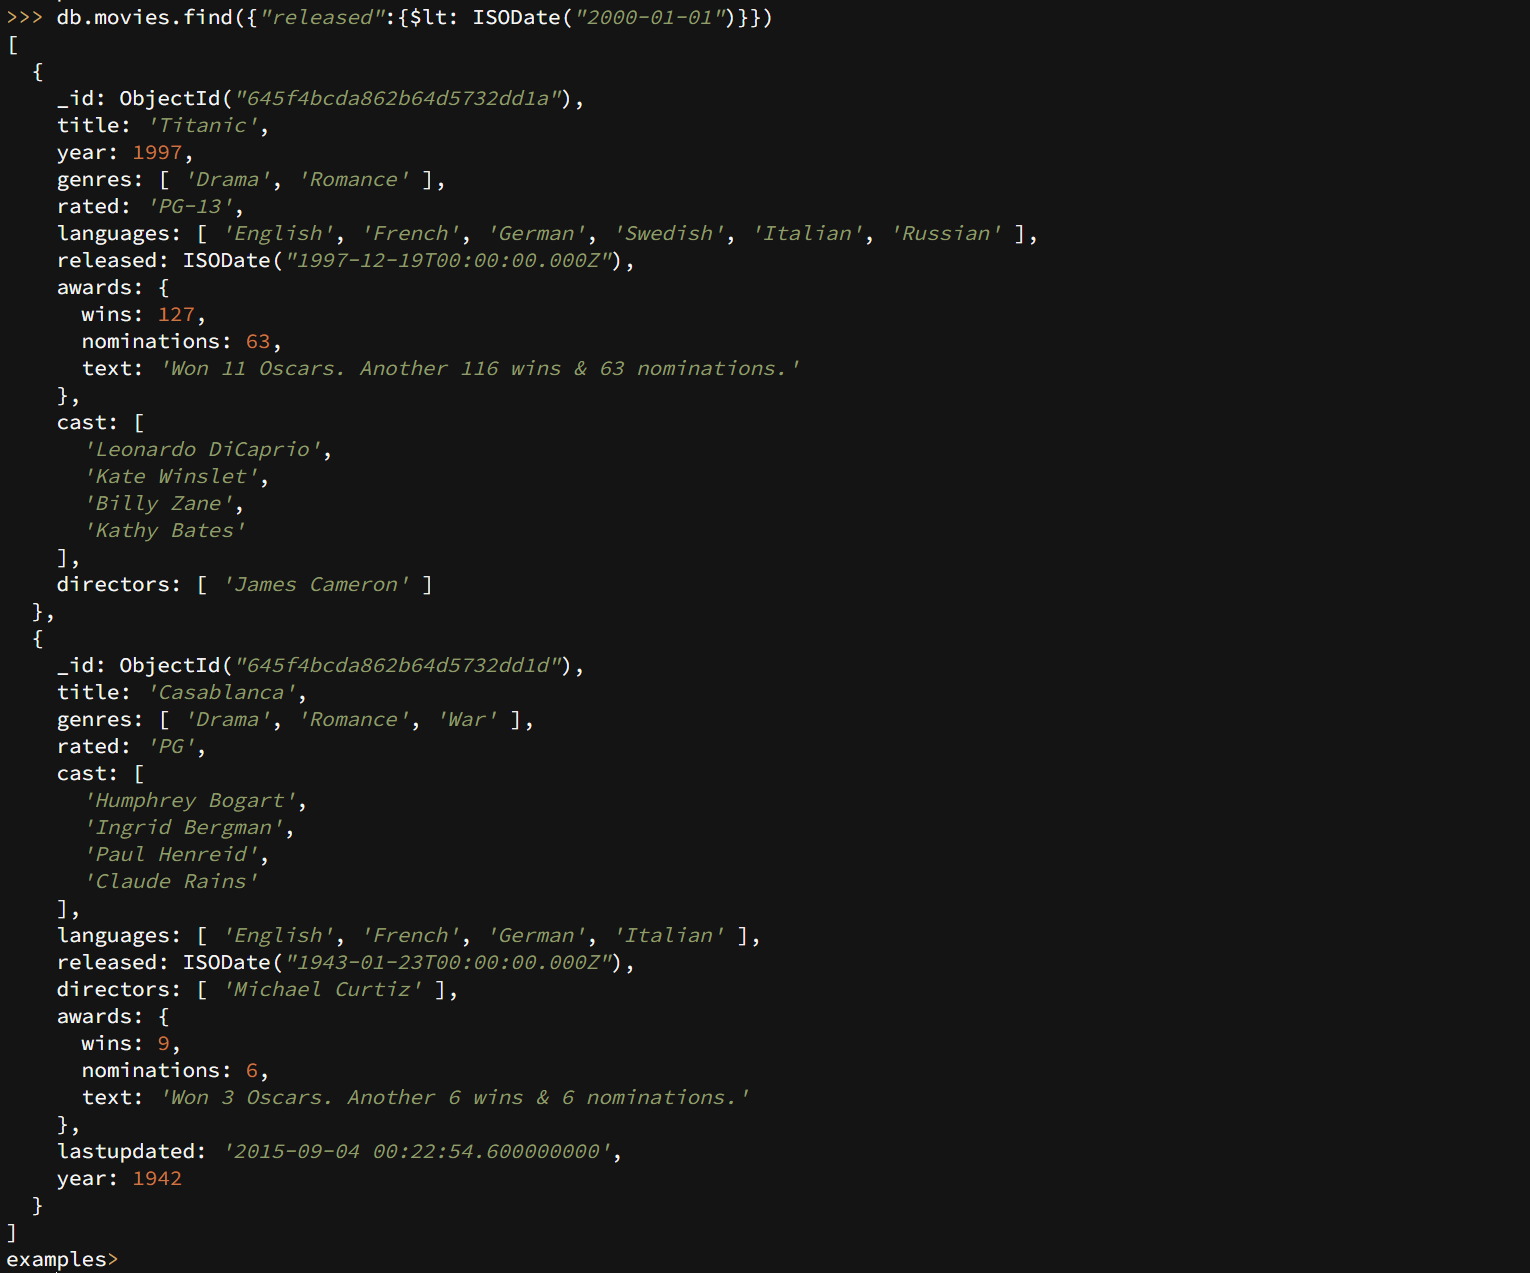 >>> db.movies.find({"released":{$lt: ISODate("2000-01-01")}})
[
  {
    _id: ObjectId("645f4bcda862b64d5732dd1a"),
    title: 'Titanic',
    year: 1997,
    genres: [ 'Drama', 'Romance' ],
    rated: 'PG-13',
    languages: [ 'English', 'French', 'German', 'Swedish', 'Italian', 'Russian' ],
    released: ISODate("1997-12-19T00:00:00.000Z"),
    awards: {
      wins: 127,
      nominations: 63,
      text: 'Won 11 Oscars. Another 116 wins & 63 nominations.'
    },
    cast: [
      'Leonardo DiCaprio',
      'Kate Winslet',
      'Billy Zane',
      'Kathy Bates'
    ],
    directors: [ 'James Cameron' ]
  },
  {
    _id: ObjectId("645f4bcda862b64d5732dd1d"),
    title: 'Casablanca',
    genres: [ 'Drama', 'Romance', 'War' ],
    rated: 'PG',
    cast: [
      'Humphrey Bogart',
      'Ingrid Bergman',
      'Paul Henreid',
      'Claude Rains'
    ],
    languages: [ 'English', 'French', 'German', 'Italian' ],
    released: ISODate("1943-01-23T00:00:00.000Z"),
    directors: [ 'Michael Curtiz' ],
    awards: {
      wins: 9,
      nominations: 6,
      text: 'Won 3 Oscars. Another 6 wins & 6 nominations.'
    },
    lastupdated: '2015-09-04 00:22:54.600000000',
    year: 1942
  }
]
examples>